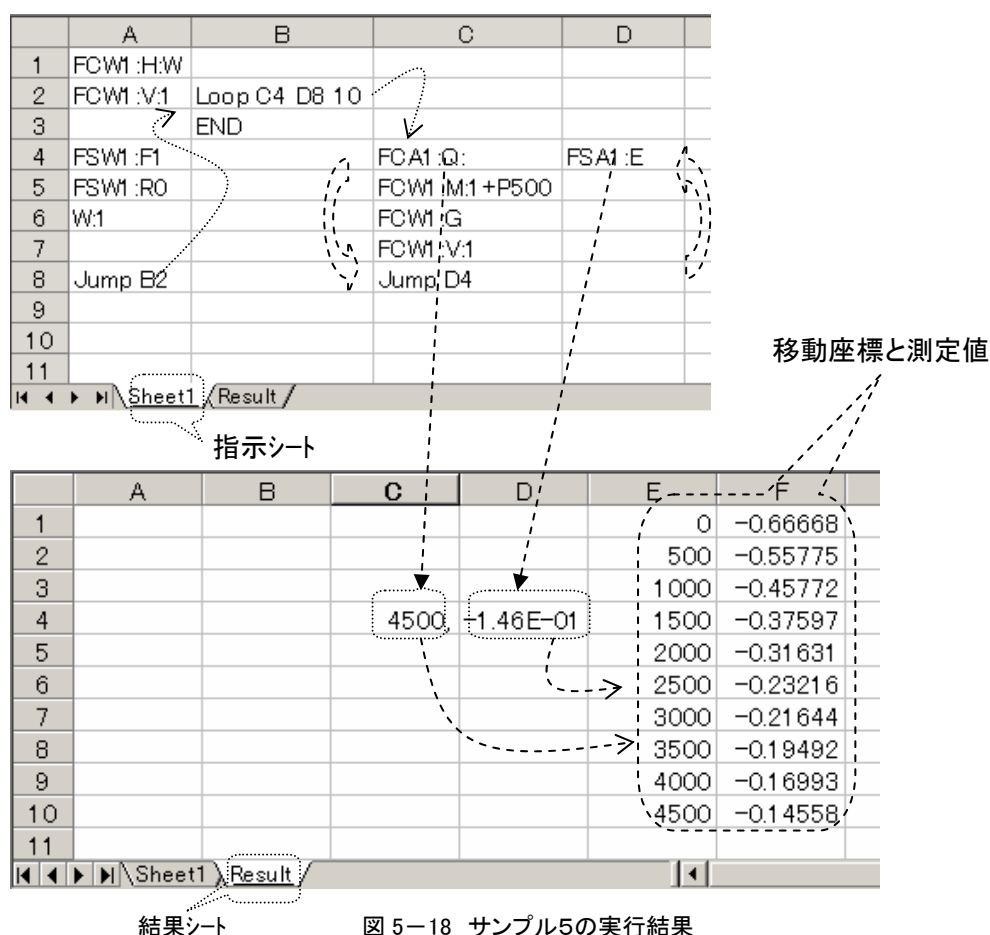 A B C D
1 FCW1:H:W
2 FCW1:V:1 Loop C4 D8 10
3 END
4 FSW1:F1 FCA1:Q: FSA1:E
5 FSW1:R0 FCW1:M:1+P500
6 W:1 FCW1:G
7 FCW1:V:1
8 Jump B2 Jump D4
9
10
11
Sheet1 Result
指示シート
移動座標と測定値
A B C D E F
1 0 -0.66668
2 500 -0.55775
3 1000 -0.45772
4 4500, -1.46E-01 1500 -0.37597
5 2000 -0.31631
6 2500 -0.23216
7 3000 -0.21644
8 3500 -0.19492
9 4000 -0.16993
10 4500 -0.14558
11
Sheet1 Result
結果シート
図 5－18 サンプル５の実行結果